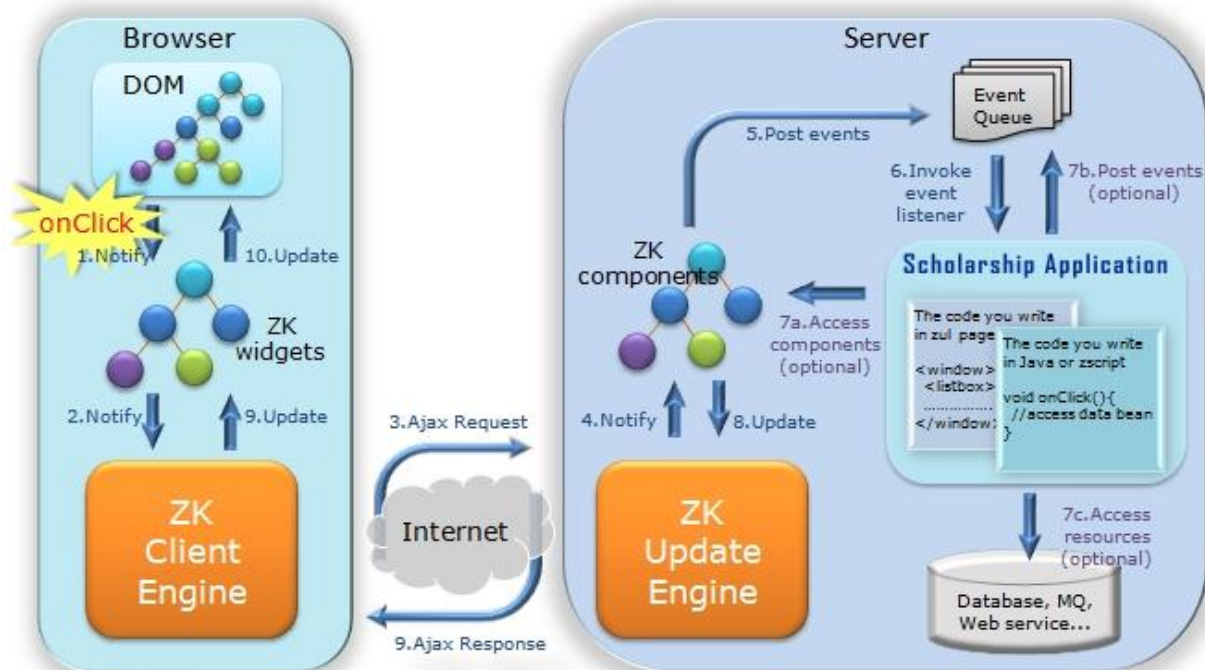 Browser
DOM
onClick
1.Notify
10.Update
ZK
widgets
2.Notify
9.Update
ZK
Client
Engine
3.Ajax Request
Internet
9.Ajax Response
Server
Event
Queue
5.Post events
6.Invoke
event
listener
7b.Post events
(optional)
ZK
components
7a.Access
components
(optional)
Scholarship Application
The code you write
in zul page
<window>
<listbox>
..............
</window>
The code you write
in Java or zscript
void onClick(){
//access data bean
}
4.Notify
8.Update
ZK
Update
Engine
7c.Access
resources
(optional)
Database, MQ,
Web service...